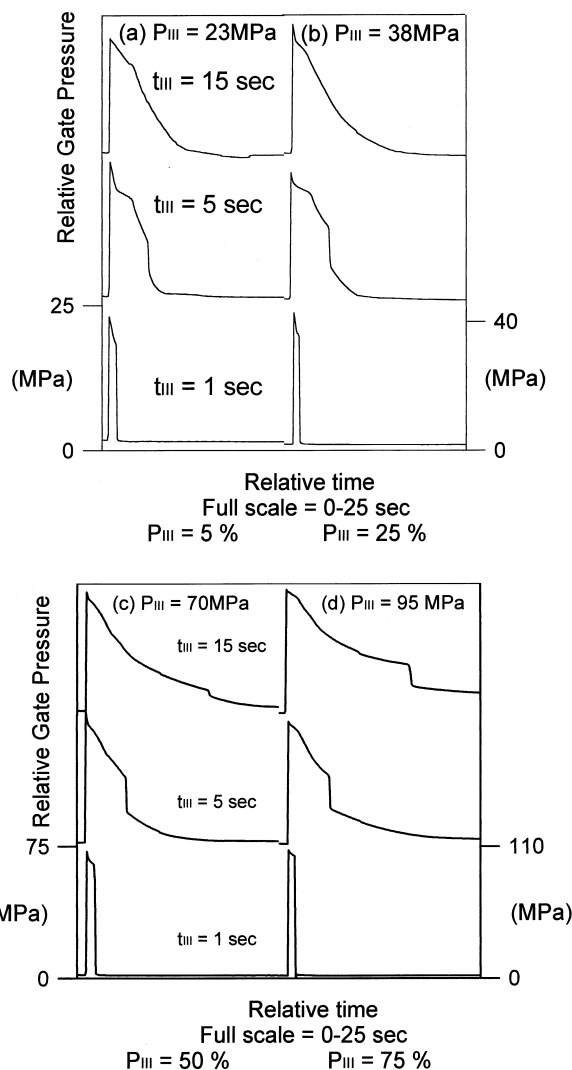 (a) PIII = 23MPa (b) PIII = 38MPa
tIII = 15 sec
Relative Gate Pressure
tIII = 5 sec
25
40
(MPa)
tIII = 1 sec
(MPa)
0
0
Relative time
Full scale = 0-25 sec
PIII = 5 % PIII = 25 %
(c) PIII = 70MPa (d) PIII = 95 MPa
tIII = 15 sec
Relative Gate Pressure
tIII = 5 sec
75
110
MPa)
tIII = 1 sec
(MPa)
0
0
Relative time
Full scale = 0-25 sec
PIII = 50 % PIII = 75 %